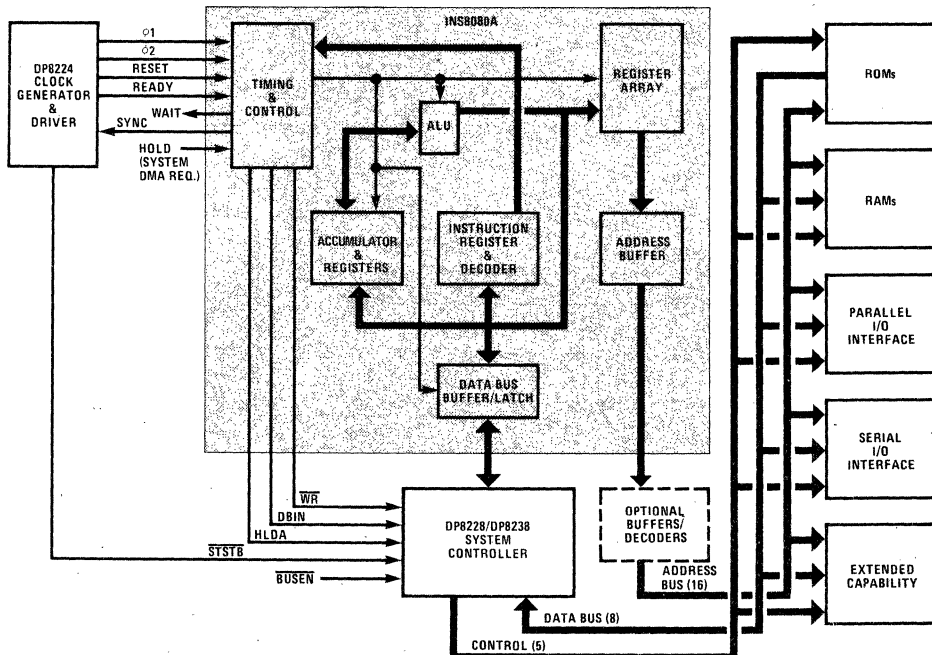 INS8080A
DP8224
CLOCK
GENERATOR
&
DRIVER
ϕ1
ϕ2
RESET
READY
WAIT
SYNC
HOLD
(SYSTEM
DMA REQ.)
TIMING
&
CONTROL
ALU
REGISTER
ARRAY
ACCUMULATOR
&
REGISTERS
INSTRUCTION
REGISTER
&
DECODER
ADDRESS
BUFFER
DATA BUS
BUFFER/LATCH
WR
DBIN
HLDA
STSTB
BUSEN
DP8228/DP8238
SYSTEM
CONTROLLER
OPTIONAL
BUFFERS/
DECODERS
ADDRESS
BUS (16)
DATA BUS (8)
CONTROL (5)
ROMs
RAMs
PARALLEL
I/O
INTERFACE
SERIAL
I/O
INTERFACE
EXTENDED
CAPABILITY